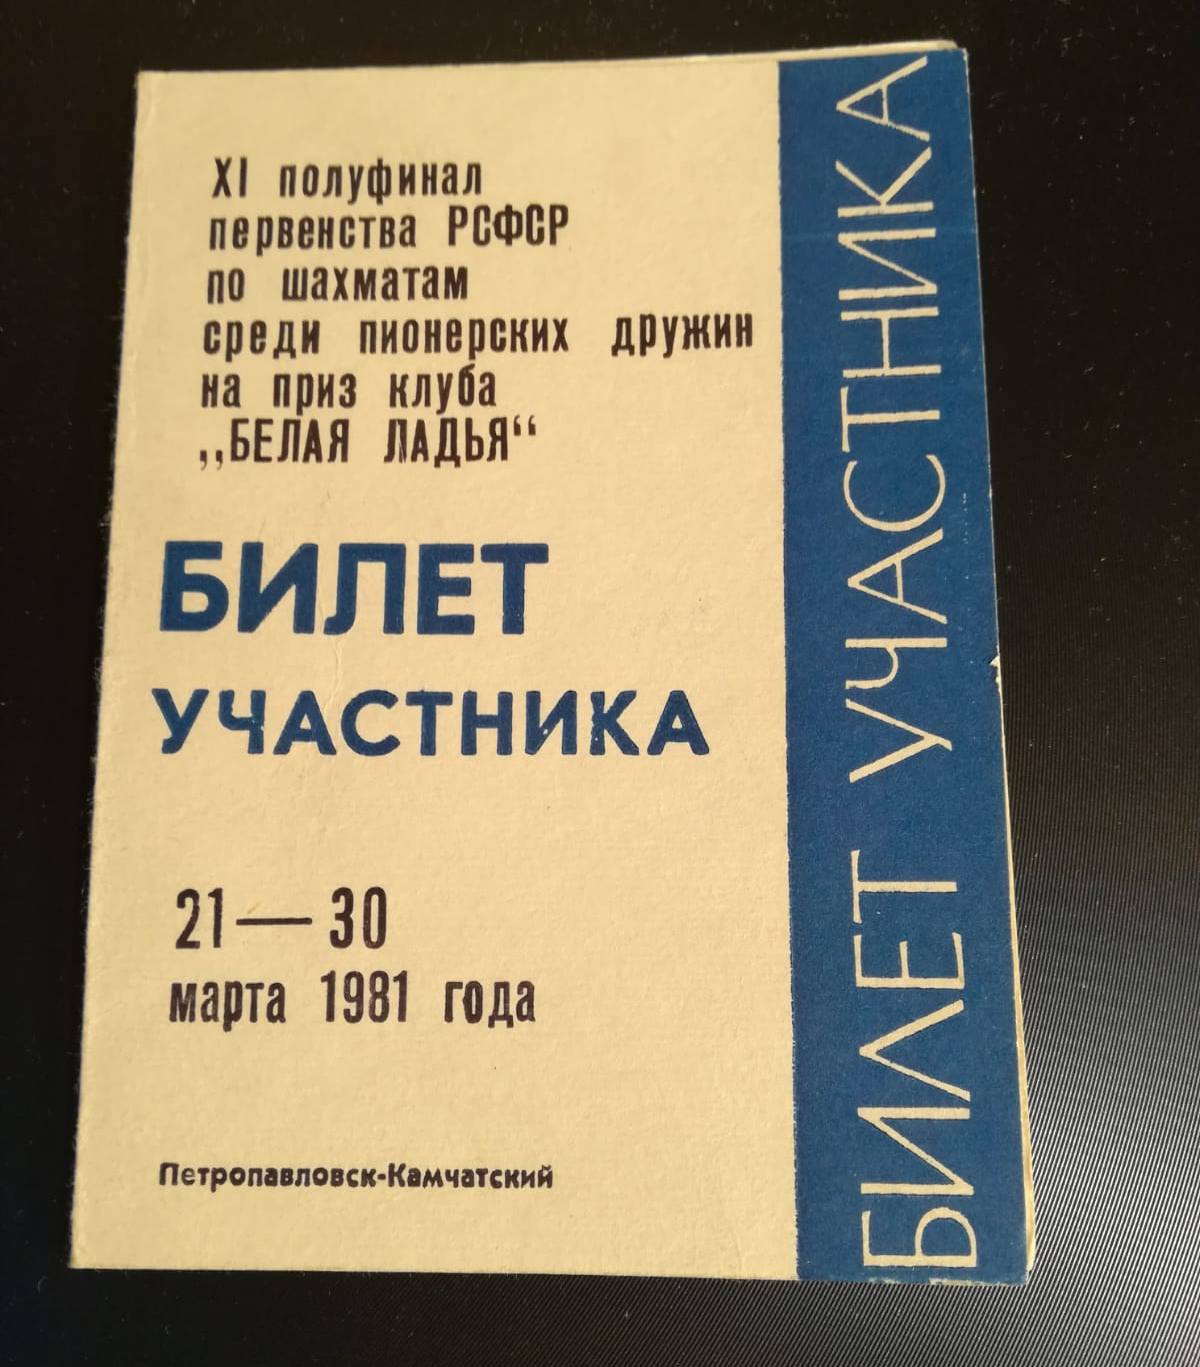 XI полуфинал
первенства РСФСР
по шахматам
среди пионерских дружин
на приз клуба
„БЕЛАЯ ЛАДЬЯ“
БИЛЕТ
УЧАСТНИКА
21 — 30
марта 1981 года
Петропавловск-Камчатский
БИЛЕТ УЧАСТНИКА